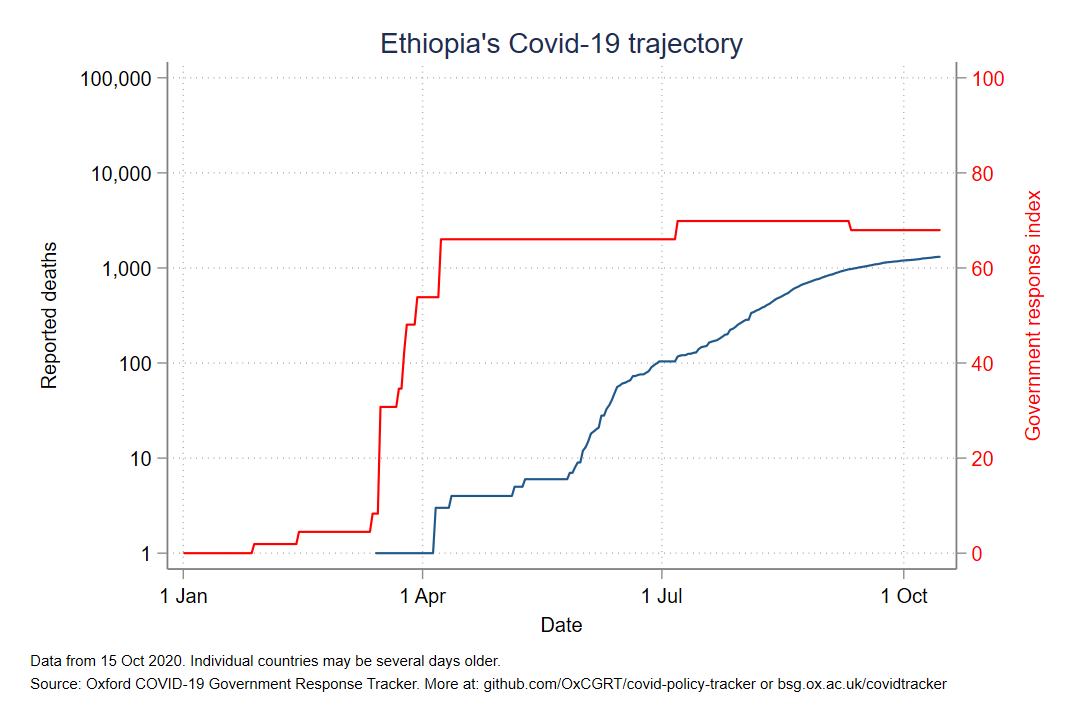 Ethiopia's Covid-19 trajectory
100,000
10,000
1,000
100
10
1
Reported deaths
100
80
60
40
20
0
Government response index
1 Jan
1 Apr
1 Jul
1 Oct
Date
Data from 15 Oct 2020. Individual countries may be several days older.
Source: Oxford COVID-19 Government Response Tracker. More at: github.com/OxCGRT/covid-policy-tracker or bsg.ox.ac.uk/covidtracker